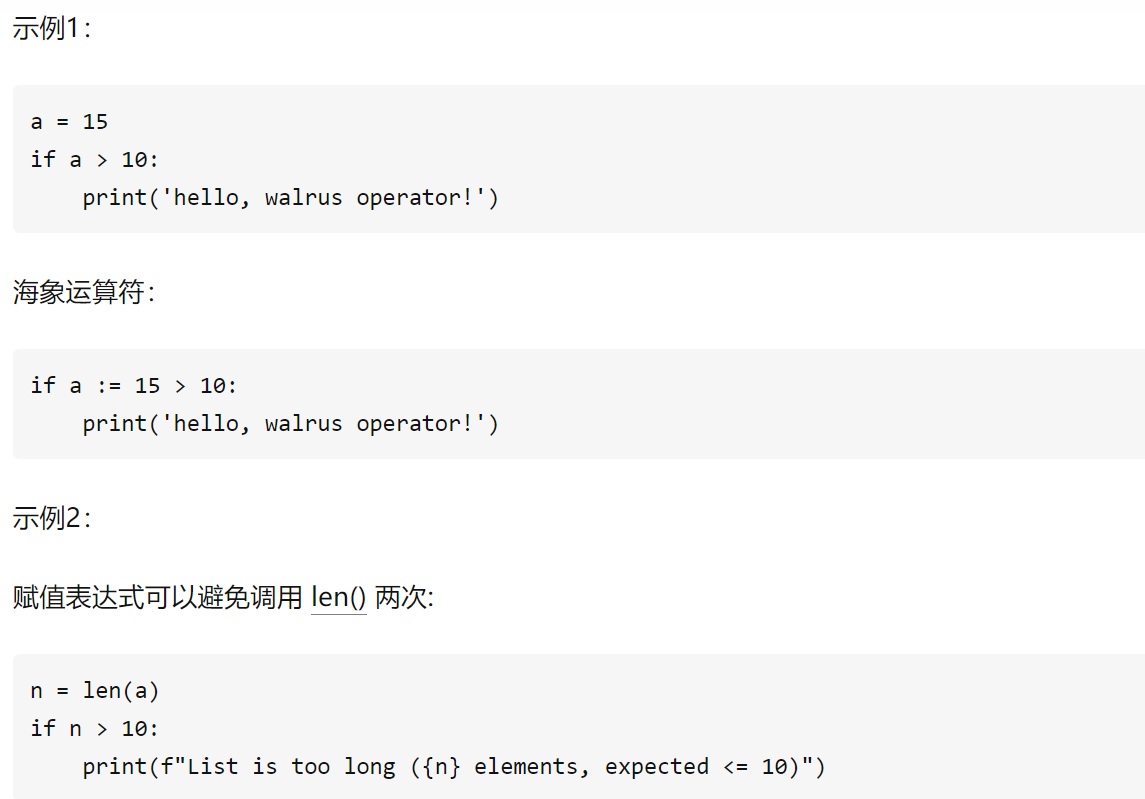 示例1：
a = 15
if a > 10:
    print('hello, walrus operator!')
海象运算符：
if a := 15 > 10:
    print('hello, walrus operator!')
示例2：
赋值表达式可以避免调用 len() 两次:
n = len(a)
if n > 10:
    print(f"List is too long ({n} elements, expected <= 10)")